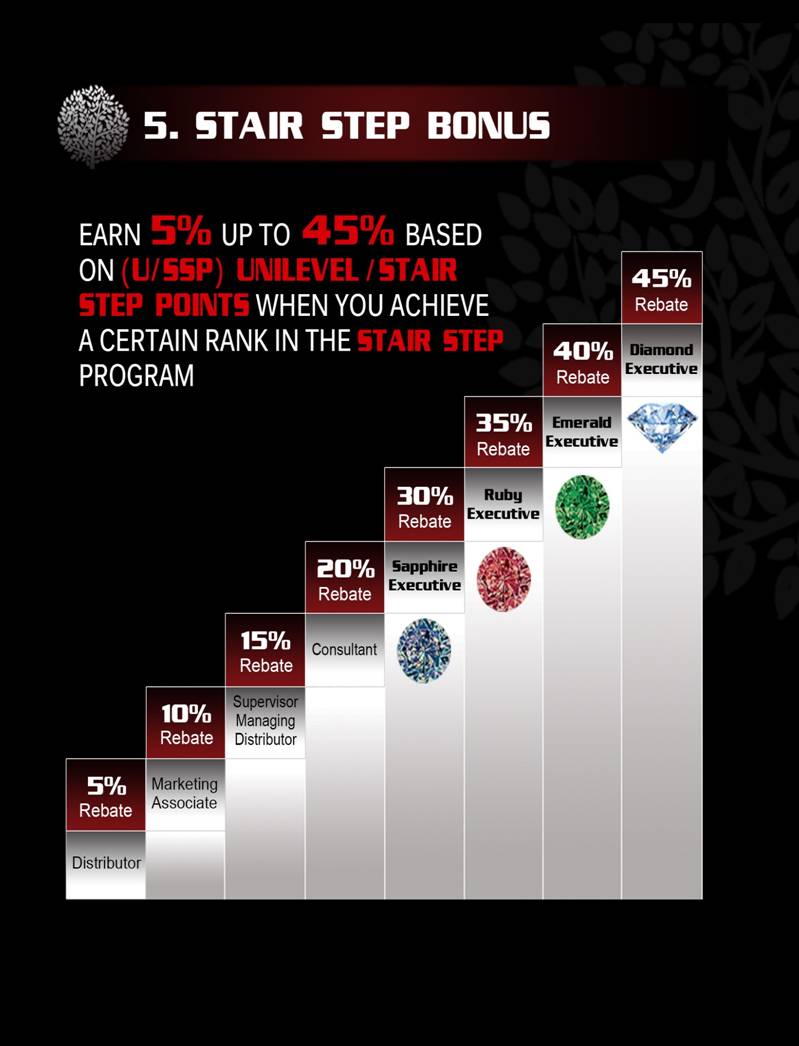 5. STAIR STEP BONUS
EARN 5% UP TO 45% BASED
ON (U/SSP) UNILEVEL / STAIR
STEP POINTS WHEN YOU ACHIEVE
A CERTAIN RANK IN THE STAIR STEP
PROGRAM
45%
Rebate
Diamond
Executive
40%
Rebate
Emerald
Executive
35%
Rebate
Ruby
Executive
30%
Rebate
Sapphire
Executive
20%
Rebate
Consultant
15%
Rebate
Supervisor
Managing
Distributor
10%
Rebate
Marketing
Associate
5%
Rebate
Distributor